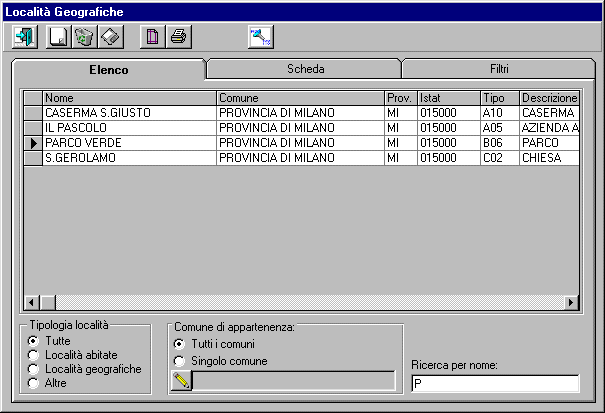 Località Geografiche
Elenco Scheda Filtri
Nome Comune Prov. Istat Tipo Descrizione
CASERMA S.GIUSTO PROVINCIA DI MILANO MI 015000 A10 CASERMA
IL PASCOLO PROVINCIA DI MILANO MI 015000 A05 AZIENDA A
PARCO VERDE PROVINCIA DI MILANO MI 015000 B06 PARCO
S.GEROLAMO PROVINCIA DI MILANO MI 015000 C02 CHIESA
Tipologia località
Tutte
Località abitate
Località geografiche
Altre
Comune di appartenenza:
Tutti i comuni
Singolo comune
Ricerca per nome:
P